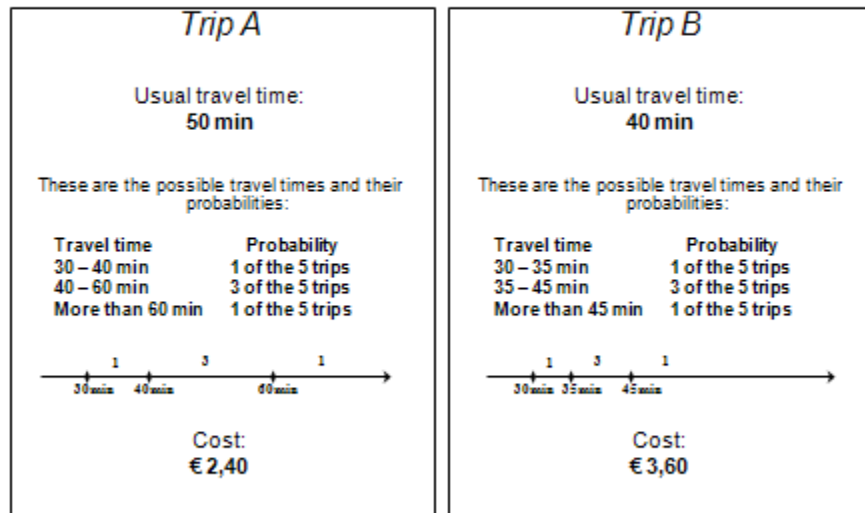 Trip A
Usual travel time:
50 min
These are the possible travel times and their
probabilities:
Travel time Probability
30 – 40 min 1 of the 5 trips
40 – 60 min 3 of the 5 trips
More than 60 min 1 of the 5 trips
1 3 1
30min 40min 60min
Cost:
€ 2,40
Trip B
Usual travel time:
40 min
These are the possible travel times and their
probabilities:
Travel time Probability
30 – 35 min 1 of the 5 trips
35 – 45 min 3 of the 5 trips
More than 45 min 1 of the 5 trips
1 3 1
30min 35min 45min
Cost:
€ 3,60